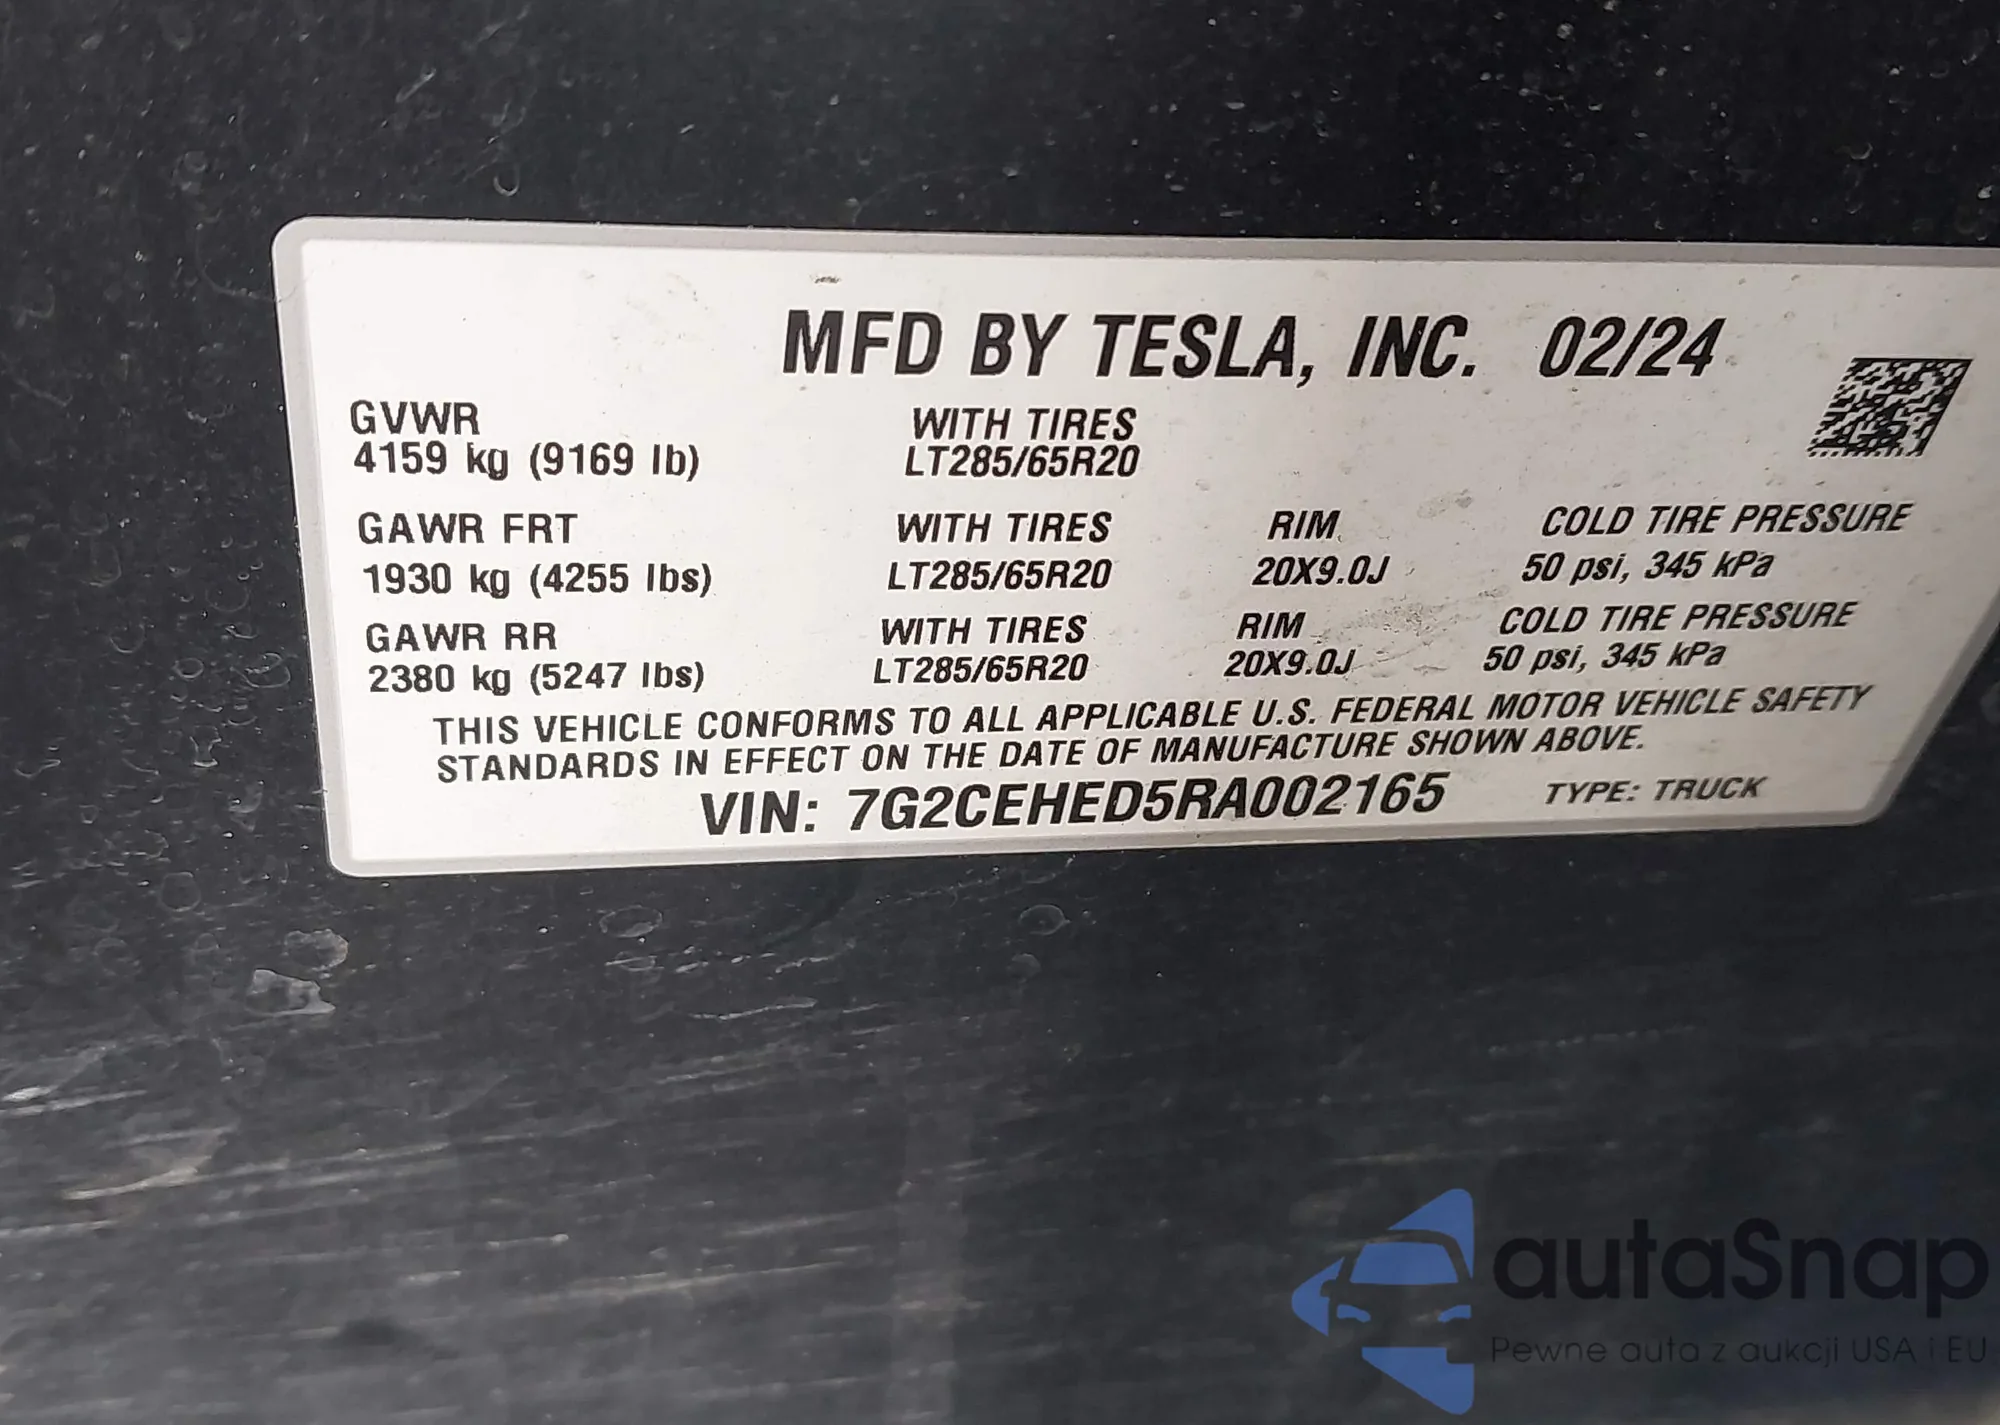 MFD BY TESLA, INC. 02/24
GVWR WITH TIRES
4159 kg (9169 lb) LT285/65R20
GAWR FRT WITH TIRES RIM COLD TIRE PRESSURE
1930 kg (4255 lbs) LT285/65R20 20X9.0J 50 psi, 345 kPa
GAWR RR WITH TIRES RIM COLD TIRE PRESSURE
2380 kg (5247 lbs) LT285/65R20 20X9.0J 50 psi, 345 kPa
THIS VEHICLE CONFORMS TO ALL APPLICABLE U.S. FEDERAL MOTOR VEHICLE SAFETY
STANDARDS IN EFFECT ON THE DATE OF MANUFACTURE SHOWN ABOVE.
VIN: 7G2CEHED5RA002165 TYPE: TRUCK
autaSnap
Pewne auta z aukcji USA i EU